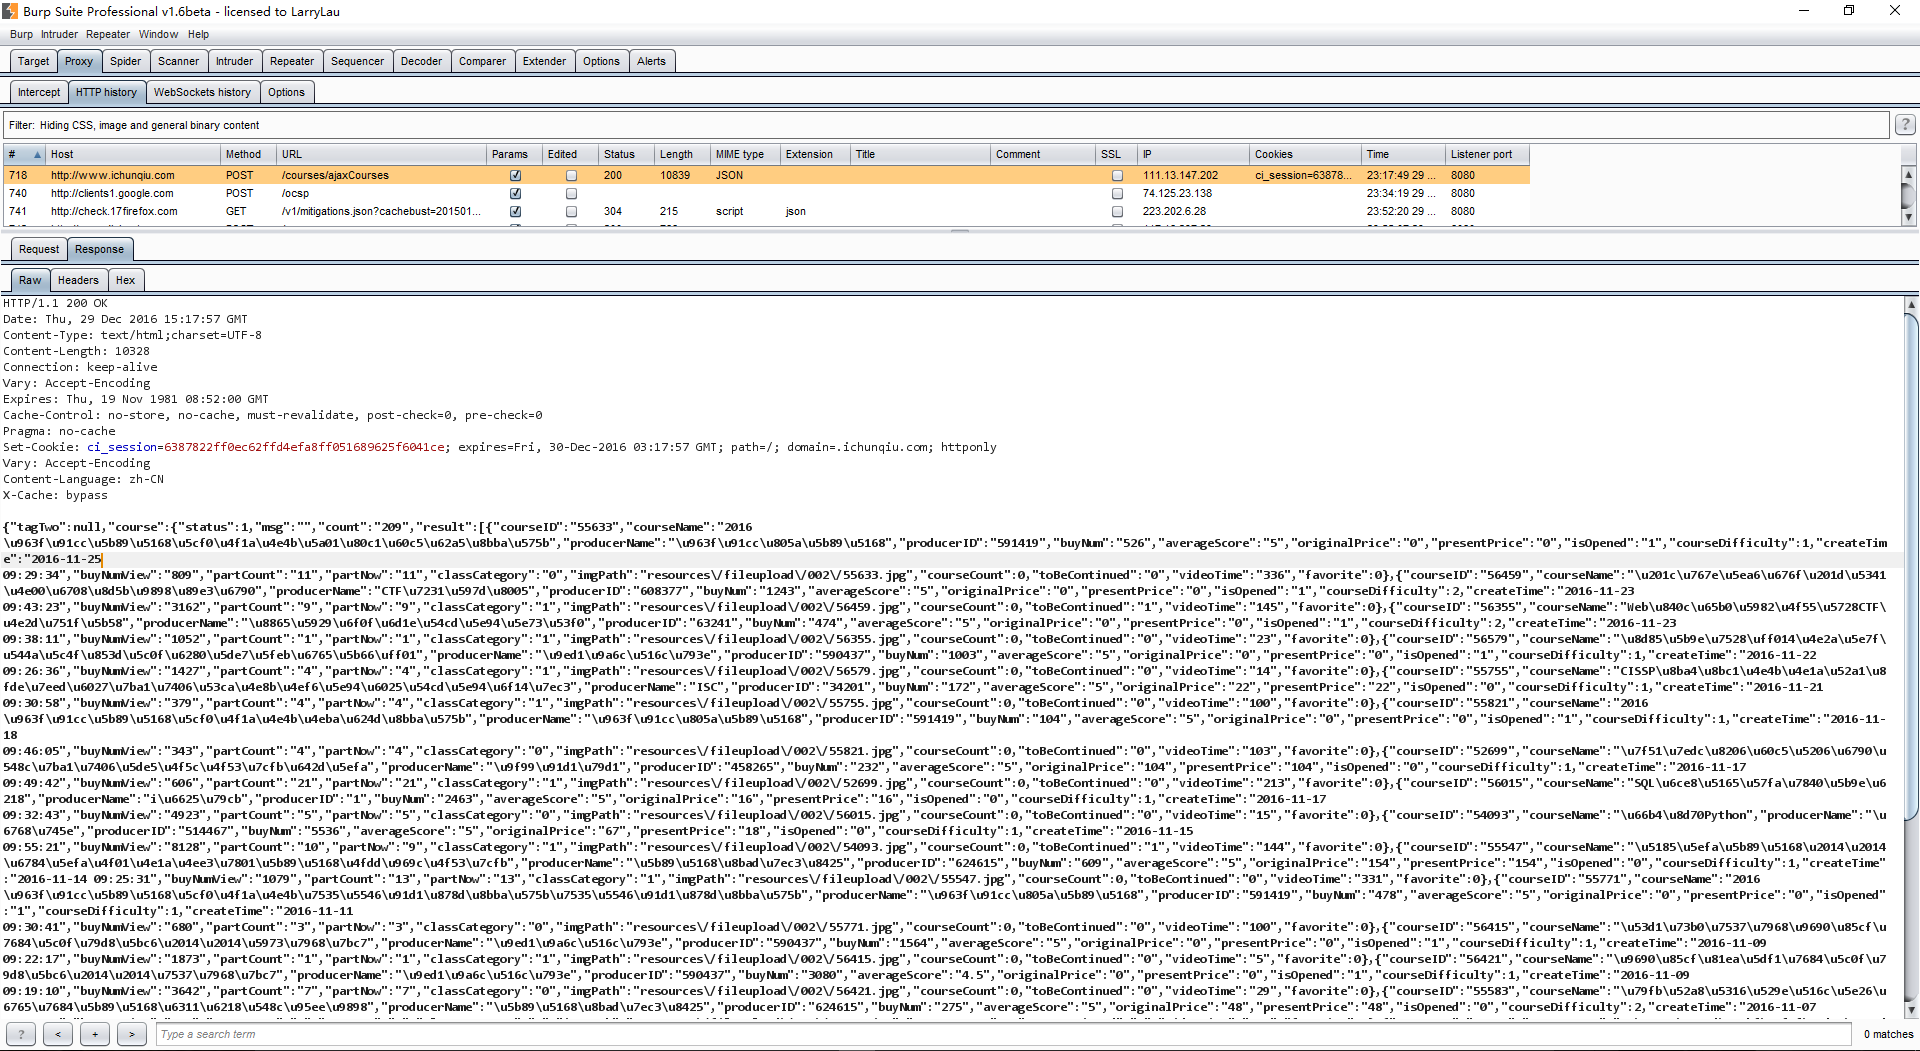 Burp Suite Professional v1.6beta - licensed to LarryLau
Burp Intruder Repeater Window Help
Target Proxy Spider Scanner Intruder Repeater Sequencer Decoder Comparer Extender Options Alerts
Intercept HTTP history WebSockets history Options
Filter: Hiding CSS, image and general binary content ?
# Host Method URL Params Edited Status Length MIME type Extension Title Comment SSL IP Cookies Time Listener port
718 http://www.ichunqiu.com POST /courses/ajaxCourses 200 10839 JSON 111.13.147.202 ci_session=63878... 23:17:49 29 ... 8080
740 http://clients1.google.com POST /ocsp 74.125.23.138 23:34:19 29 ... 8080
741 http://check.17firefox.com GET /v1/mitigations.json?cachebust=201501... 304 215 script json 223.202.6.28 23:52:20 29 ... 8080
Request Response
Raw Headers Hex
HTTP/1.1 200 OK
Date: Thu, 29 Dec 2016 15:17:57 GMT
Content-Type: text/html;charset=UTF-8
Content-Length: 10328
Connection: keep-alive
Vary: Accept-Encoding
Expires: Thu, 19 Nov 1981 08:52:00 GMT
Cache-Control: no-store, no-cache, must-revalidate, post-check=0, pre-check=0
Pragma: no-cache
Set-Cookie: ci_session=6387822ff0ec62ffd4efa8ff051689625f6041ce; expires=Fri, 30-Dec-2016 03:17:57 GMT; path=/; domain=.ichunqiu.com; httponly
Vary: Accept-Encoding
Content-Language: zh-CN
X-Cache: bypass
{"tagTwo":null,"course":{"status":1,"msg":"","count":"209","result":[{"courseID":"55633","courseName":"2016
\u963f\u91cc\u5b89\u5168\u5cf0\u4f1a\u4e4b\u5a01\u80c1\u60c5\u62a5\u8bba\u575b","producerName":"\u963f\u91cc\u805a\u5b89\u5168","producerID":"591419","buyNum":"526","averageScore":"5","originalPrice":"0","presentPrice":"0","isOpened":"1","courseDifficulty":1,"createTim
e":"2016-11-25
09:29:34","buyNumView":"809","partCount":"11","partNow":"11","classCategory":"0","imgPath":"resources\/fileupload\/002\/55633.jpg","courseCount":0,"toBeContinued":"0","videoTime":"336","favorite":0},{"courseID":"56459","courseName":"\u201c\u767e\u5ea6\u676f\u201d\u5341
\u4e00\u6708\u8d5b\u9898\u89e3\u6790","producerName":"CTF\u7231\u597d\u8005","producerID":"608377","buyNum":"1243","averageScore":"5","originalPrice":"0","presentPrice":"0","isOpened":"1","courseDifficulty":2,"createTime":"2016-11-23
09:43:23","buyNumView":"3162","partCount":"9","partNow":"9","classCategory":"1","imgPath":"resources\/fileupload\/002\/56459.jpg","courseCount":0,"toBeContinued":"1","videoTime":"145","favorite":0},{"courseID":"56355","courseName":"Web\u840c\u65b0\u5982\u4f55\u5728CTF\
u4e2d\u751f\u5b58","producerName":"\u8865\u5929\u6f0f\u6d1e\u54cd\u5e94\u5e73\u53f0","producerID":"63241","buyNum":"474","averageScore":"5","originalPrice":"0","presentPrice":"0","isOpened":"1","courseDifficulty":2,"createTime":"2016-11-23
09:38:11","buyNumView":"1052","partCount":"1","partNow":"1","classCategory":"1","imgPath":"resources\/fileupload\/002\/56355.jpg","courseCount":0,"toBeContinued":"0","videoTime":"23","favorite":0},{"courseID":"56579","courseName":"\u8d85\u5b9e\u7528\uff014\u4e2a\u5e7f\
u544a\u5c4f\u853d\u5c0f\u6280\u5de7\u5feb\u6765\u5b66\uff01","producerName":"\u9ed1\u9a6c\u516c\u793e","producerID":"590437","buyNum":"1003","averageScore":"5","originalPrice":"0","presentPrice":"0","isOpened":"1","courseDifficulty":1,"createTime":"2016-11-22
09:26:36","buyNumView":"1427","partCount":"4","partNow":"4","classCategory":"1","imgPath":"resources\/fileupload\/002\/56579.jpg","courseCount":0,"toBeContinued":"0","videoTime":"14","favorite":0},{"courseID":"55755","courseName":"CISSP\u8ba4\u8bc1\u4e4b\u4e1a\u52a1\u8
fde\u7eed\u6027\u7ba1\u7406\u53ca\u4e8b\u4ef6\u5e94\u6025\u54cd\u5e94\u6f14\u7ec3","producerName":"ISC","producerID":"34201","buyNum":"172","averageScore":"5","originalPrice":"22","presentPrice":"22","isOpened":"0","courseDifficulty":1,"createTime":"2016-11-21
09:30:58","buyNumView":"379","partCount":"4","partNow":"4","classCategory":"1","imgPath":"resources\/fileupload\/002\/55755.jpg","courseCount":0,"toBeContinued":"0","videoTime":"100","favorite":0},{"courseID":"55821","courseName":"2016
\u963f\u91cc\u5b89\u5168\u5cf0\u4f1a\u4e4b\u4eba\u624d\u8bba\u575b","producerName":"\u963f\u91cc\u805a\u5b89\u5168","producerID":"591419","buyNum":"104","averageScore":"5","originalPrice":"0","presentPrice":"0","isOpened":"1","courseDifficulty":1,"createTime":"2016-11-
18
09:46:05","buyNumView":"343","partCount":"4","partNow":"4","classCategory":"0","imgPath":"resources\/fileupload\/002\/55821.jpg","courseCount":0,"toBeContinued":"0","videoTime":"103","favorite":0},{"courseID":"52699","courseName":"\u7f51\u7edc\u8206\u60c5\u5206\u6790\u
548c\u7ba1\u7406\u5de5\u4f5c\u4f53\u7cfb\u642d\u5efa","producerName":"\u9f99\u91d1\u79d1","producerID":"458265","buyNum":"232","averageScore":"5","originalPrice":"104","presentPrice":"104","isOpened":"0","courseDifficulty":1,"createTime":"2016-11-17
09:49:42","buyNumView":"606","partCount":"21","partNow":"21","classCategory":"1","imgPath":"resources\/fileupload\/002\/52699.jpg","courseCount":0,"toBeContinued":"0","videoTime":"213","favorite":0},{"courseID":"56015","courseName":"SQL\u6ce8\u5165\u57fa\u7840\u5b9e\u6
218","producerName":"i\u6625\u79cb","producerID":"1","buyNum":"2463","averageScore":"5","originalPrice":"16","presentPrice":"16","isOpened":"0","courseDifficulty":1,"createTime":"2016-11-17
09:32:43","buyNumView":"4923","partCount":"5","partNow":"5","classCategory":"1","imgPath":"resources\/fileupload\/002\/56015.jpg","courseCount":0,"toBeContinued":"0","videoTime":"15","favorite":0},{"courseID":"54093","courseName":"\u66b4\u8d70Python","producerName":"\u
6768\u745e","producerID":"514467","buyNum":"5536","averageScore":"5","originalPrice":"67","presentPrice":"18","isOpened":"0","courseDifficulty":1,"createTime":"2016-11-15
09:55:21","buyNumView":"8128","partCount":"10","partNow":"9","classCategory":"1","imgPath":"resources\/fileupload\/002\/54093.jpg","courseCount":0,"toBeContinued":"1","videoTime":"144","favorite":0},{"courseID":"55547","courseName":"\u5185\u5efa\u5b89\u5168\u2014\u2014
\u6784\u5efa\u4f01\u4e1a\u4ee3\u7801\u5b89\u5168\u4fdd\u969c\u4f53\u7cfb","producerName":"\u5b89\u5168\u8bad\u7ec3\u8425","producerID":"624615","buyNum":"609","averageScore":"5","originalPrice":"154","presentPrice":"154","isOpened":"0","courseDifficulty":1,"createTime"
:"2016-11-14 09:25:31","buyNumView":"1079","partCount":"13","partNow":"13","classCategory":"1","imgPath":"resources\/fileupload\/002\/55547.jpg","courseCount":0,"toBeContinued":"0","videoTime":"331","favorite":0},{"courseID":"55771","courseName":"2016
\u963f\u91cc\u5b89\u5168\u5cf0\u4f1a\u4e4b\u7535\u5546\u91d1\u878d\u8bba\u575b\u7535\u5546\u91d1\u878d\u8bba\u575b","producerName":"\u963f\u91cc\u805a\u5b89\u5168","producerID":"591419","buyNum":"478","averageScore":"5","originalPrice":"0","presentPrice":"0","isOpened"
:"1","courseDifficulty":1,"createTime":"2016-11-11
09:30:41","buyNumView":"680","partCount":"3","partNow":"3","classCategory":"0","imgPath":"resources\/fileupload\/002\/55771.jpg","courseCount":0,"toBeContinued":"0","videoTime":"100","favorite":0},{"courseID":"56415","courseName":"\u53d1\u73b0\u7537\u7968\u9690\u85cf\u
7684\u5c0f\u79d8\u5bc6\u2014\u2014\u5973\u7968\u7bc7","producerName":"\u9ed1\u9a6c\u516c\u793e","producerID":"590437","buyNum":"1564","averageScore":"5","originalPrice":"0","presentPrice":"0","isOpened":"1","courseDifficulty":1,"createTime":"2016-11-09
09:22:17","buyNumView":"1873","partCount":"1","partNow":"1","classCategory":"1","imgPath":"resources\/fileupload\/002\/56415.jpg","courseCount":0,"toBeContinued":"0","videoTime":"5","favorite":0},{"courseID":"56421","courseName":"\u9690\u85cf\u81ea\u5df1\u7684\u5c0f\u7
9d8\u5bc6\u2014\u2014\u7537\u7968\u7bc7","producerName":"\u9ed1\u9a6c\u516c\u793e","producerID":"590437","buyNum":"3080","averageScore":"4.5","originalPrice":"0","presentPrice":"0","isOpened":"1","courseDifficulty":1,"createTime":"2016-11-09
09:19:10","buyNumView":"3642","partCount":"7","partNow":"7","classCategory":"0","imgPath":"resources\/fileupload\/002\/56421.jpg","courseCount":0,"toBeContinued":"0","videoTime":"29","favorite":0},{"courseID":"55583","courseName":"\u79fb\u52a8\u5316\u529e\u516c\u5e26\u
6765\u7684\u5b89\u5168\u6311\u6218\u548c\u95ee\u9898","producerName":"\u5b89\u5168\u8bad\u7ec3\u8425","producerID":"624615","buyNum":"275","averageScore":"5","originalPrice":"48","presentPrice":"48","isOpened":"0","courseDifficulty":2,"createTime":"2016-11-07
? < + > Type a search term 0 matches